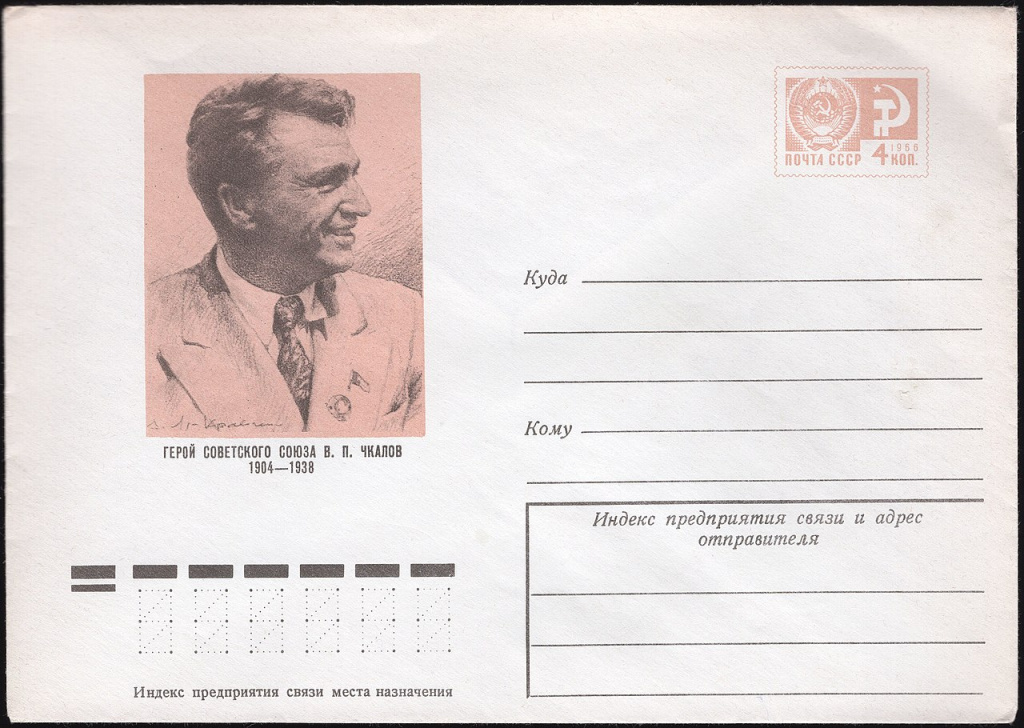 ПОЧТА СССР
1966
4 КОП.
ГЕРОЙ СОВЕТСКОГО СОЮЗА В. П. ЧКАЛОВ
1904—1938
Куда
Кому
Индекс предприятия связи и адрес
отправителя
Индекс предприятия связи места назначения